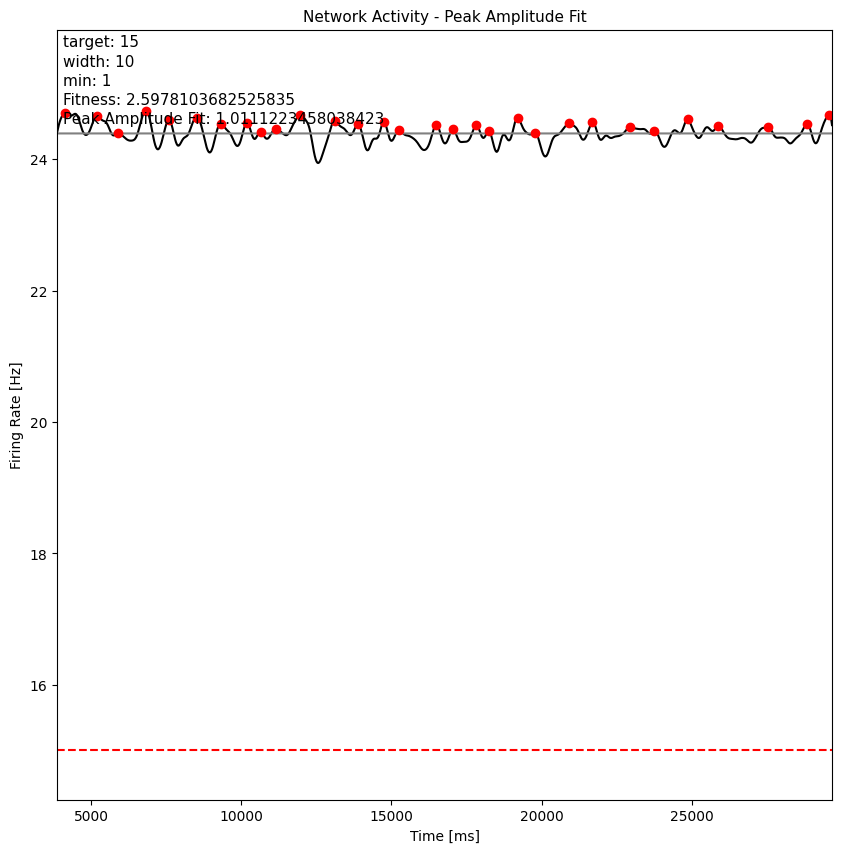 Network Activity - Peak Amplitude Fit
target: 15
width: 10
min: 1
Fitness: 2.5978103682525835
Peak Amplitude Fit: 1.0111223458038423
24
22
20
18
16
Firing Rate [Hz]
5000
10000
15000
20000
25000
Time [ms]